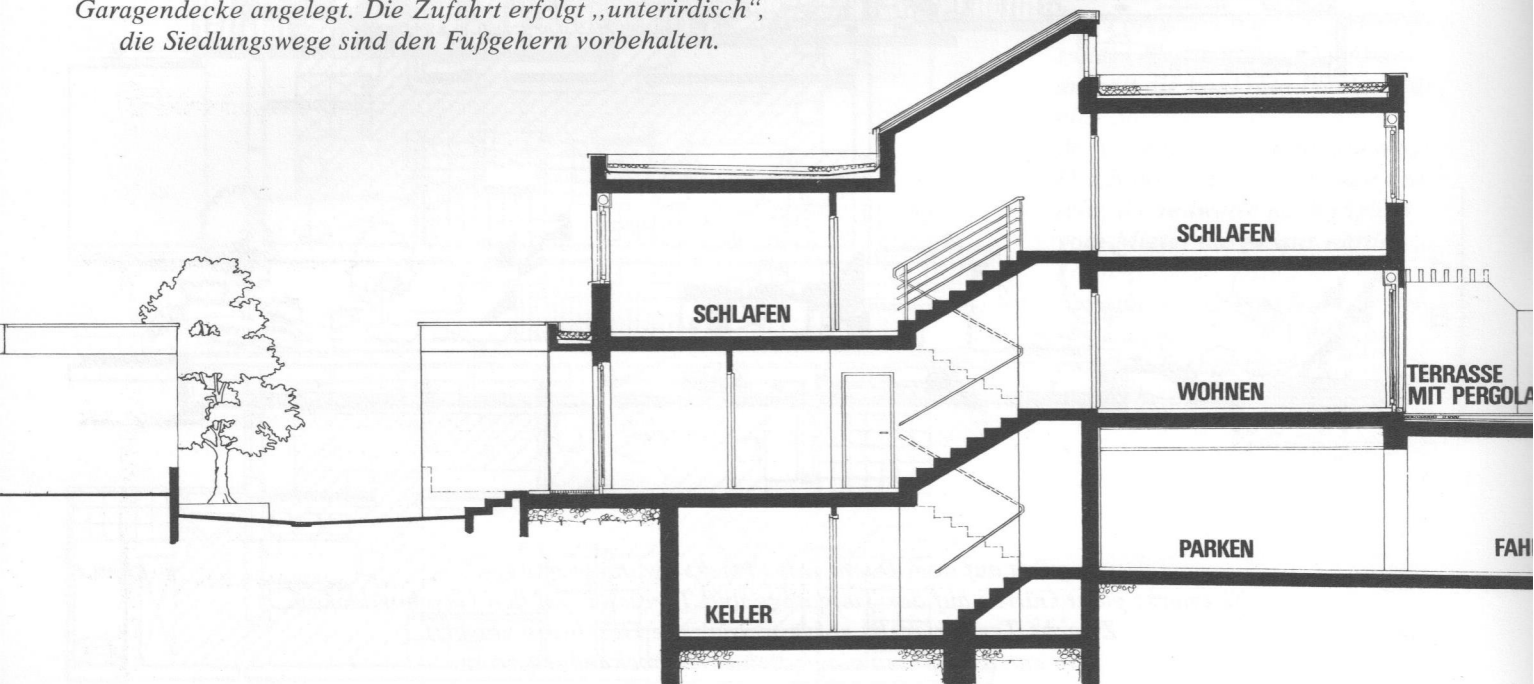 Garagendecke angelegt. Die Zufahrt erfolgt ,,unterirdisch“,
die Siedlungswege sind den Fußgehern vorbehalten.
SCHLAFEN
SCHLAFEN
WOHNEN
TERRASSE
MIT PERGOLA
PARKEN
FAH
KELLER